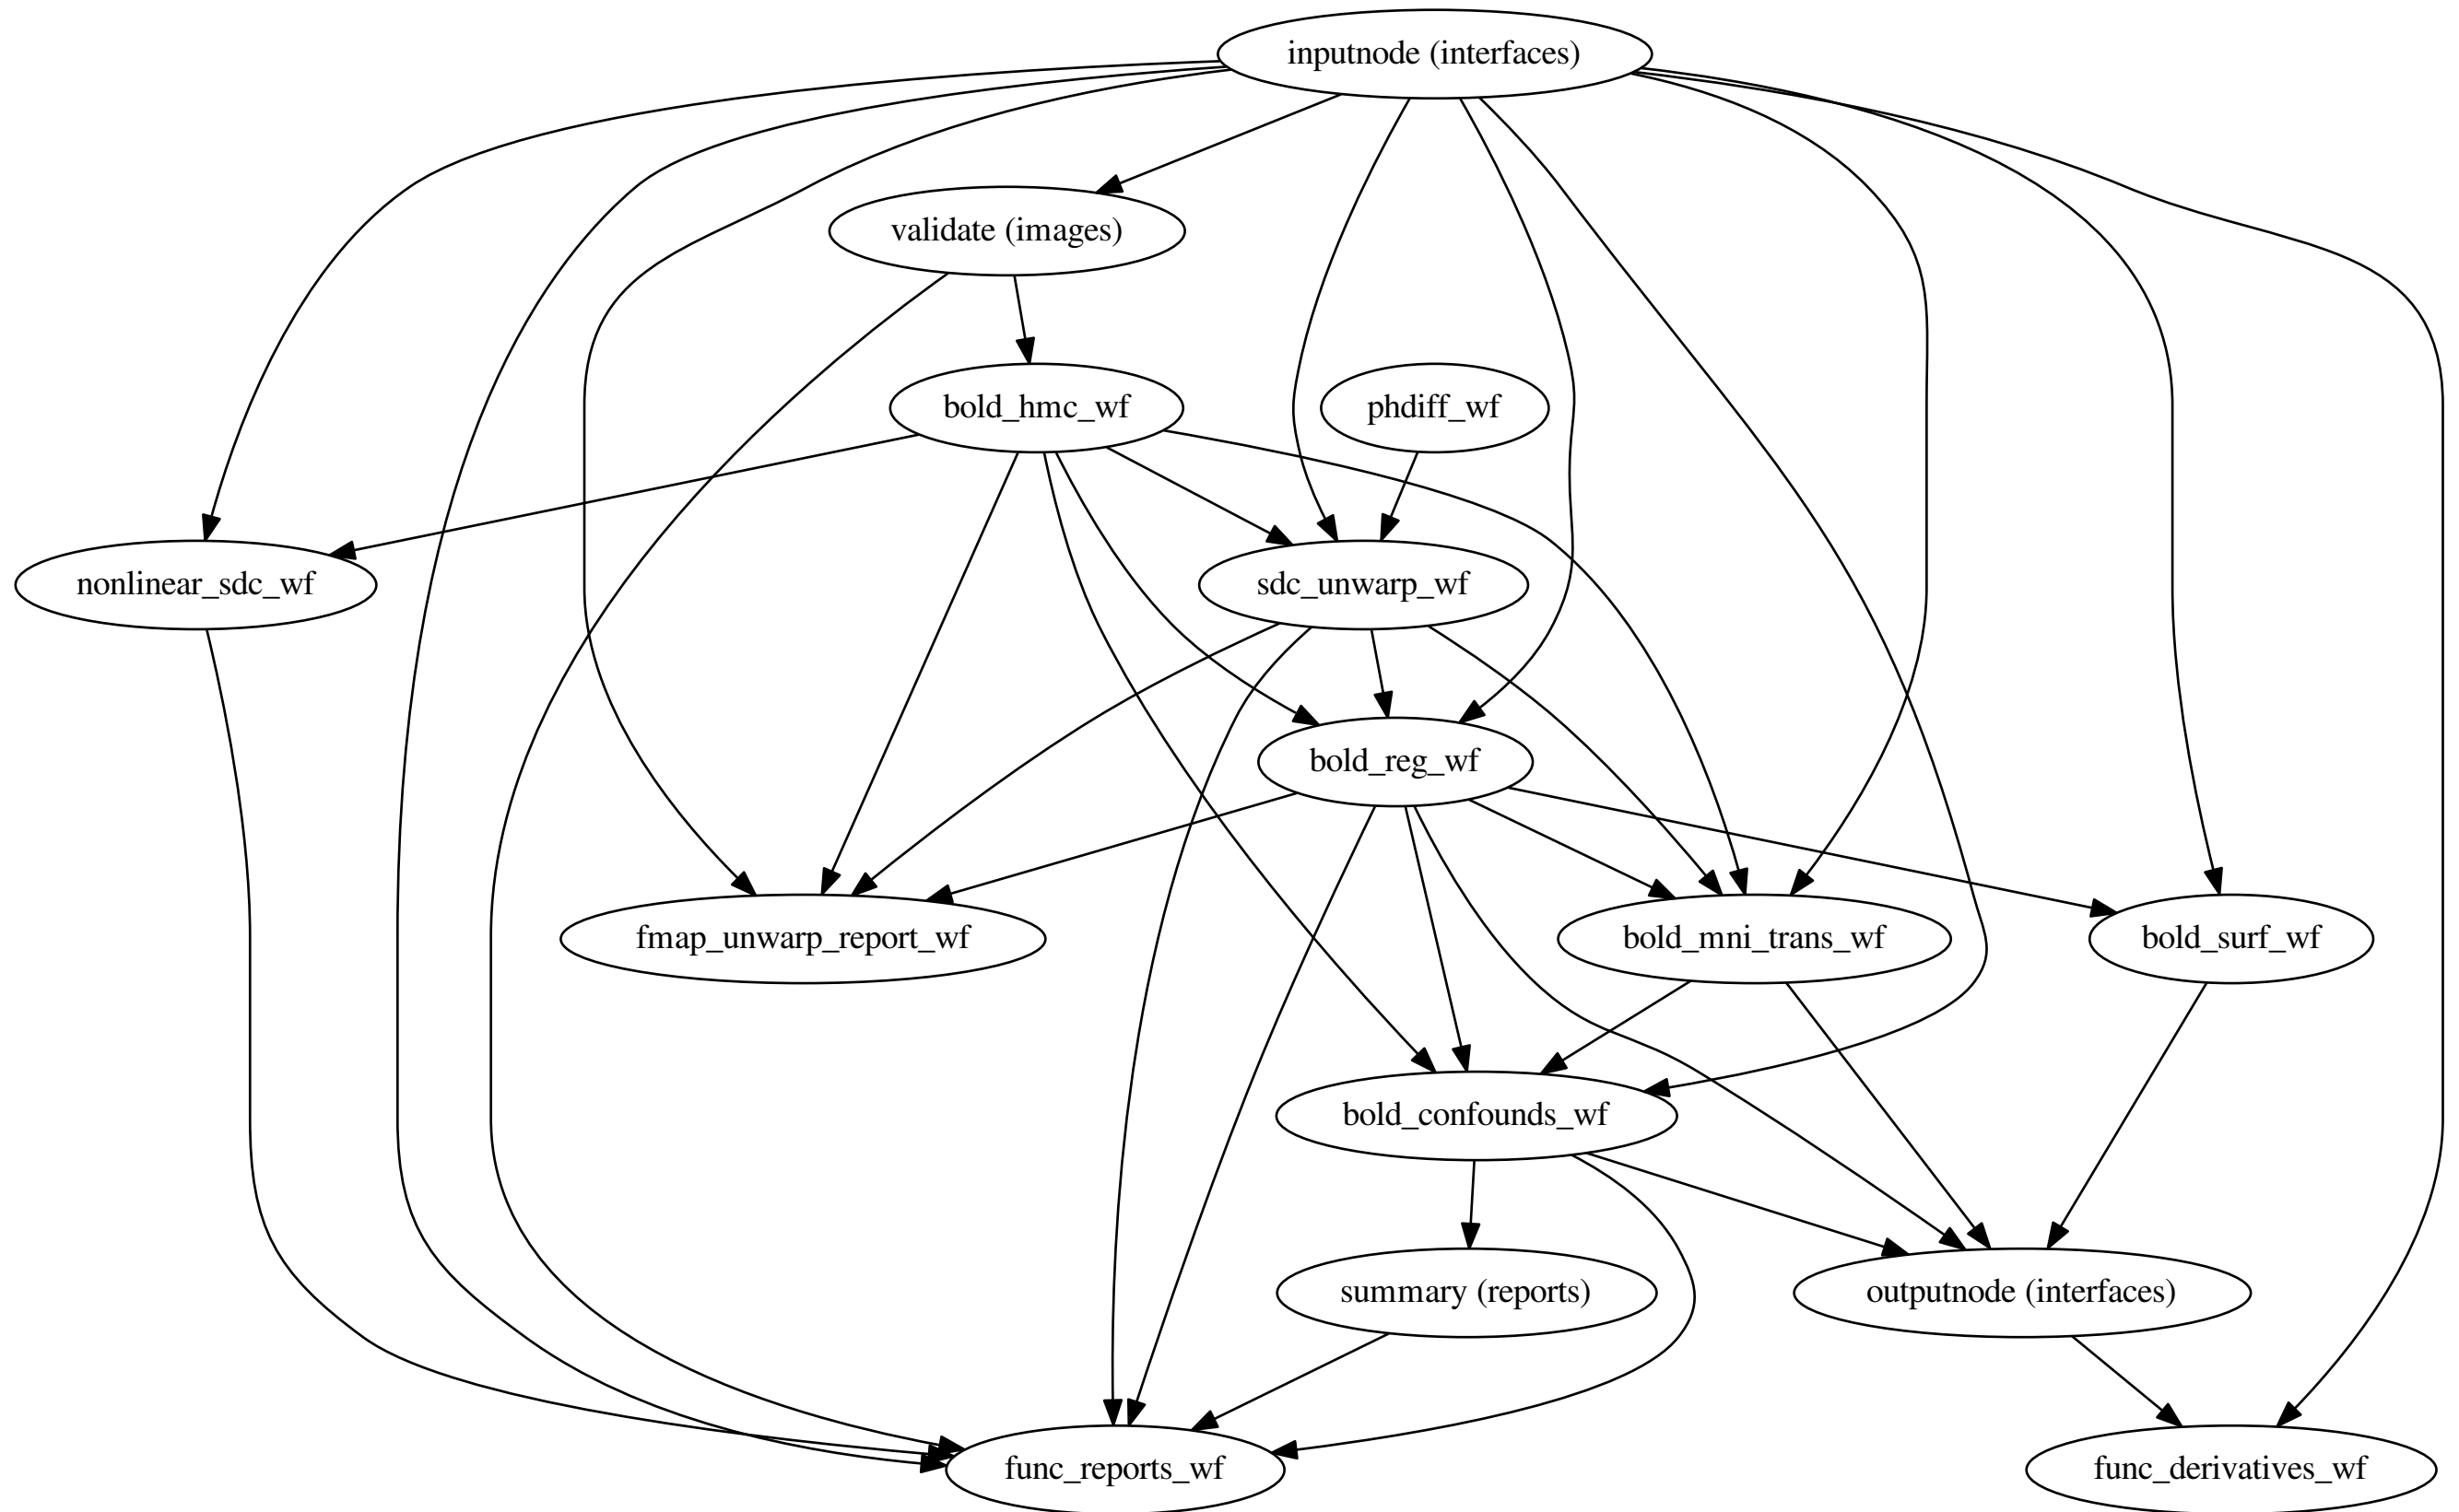 inputnode (interfaces)
validate (images)
bold_hmc_wf
phdiff_wf
nonlinear_sdc_wf
sdc_unwarp_wf
bold_reg_wf
fmap_unwarp_report_wf
bold_mni_trans_wf
bold_surf_wf
bold_confounds_wf
summary (reports)
outputnode (interfaces)
func_reports_wf
func_derivatives_wf